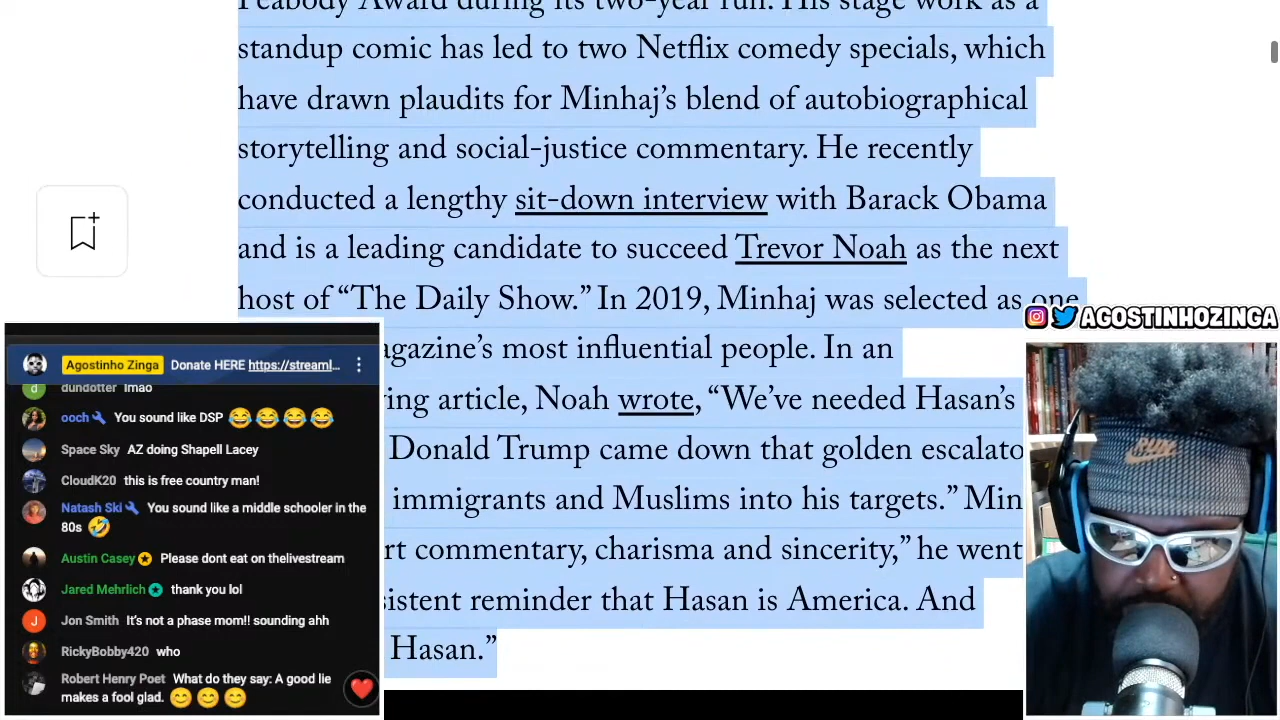 Peabody Award during its two-year run. His stage work as a
standup comic has led to two Netflix comedy specials, which
have drawn plaudits for Minhaj’s blend of autobiographical
storytelling and social-justice commentary. He recently
conducted a lengthy sit-down interview with Barack Obama
and is a leading candidate to succeed Trevor Noah as the next
host of “The Daily Show.” In 2019, Minhaj was selected as one
agazine’s most influential people. In an
ing article, Noah wrote, “We’ve needed Hasan’s
Donald Trump came down that golden escalato
immigrants and Muslims into his targets.” Min
rt commentary, charisma and sincerity,” he went
sistent reminder that Hasan is America. And
Hasan.”
Agostinho Zinga Donate HERE https://streaml...
dundotter lmao
ooch You sound like DSP 😂😂😂😂
Space Sky AZ doing Shapell Lacey
CloudK20 this is free country man!
Natash Ski You sound like a middle schooler in the
80s 🤣
Austin Casey Please dont eat on thelivestream
Jared Mehrlich thank you lol
Jon Smith It’s not a phase mom!! sounding ahh
RickyBobby420 who
Robert Henry Poet What do they say: A good lie
makes a fool glad. 😊😊😊
AGOSTINHOZINGA